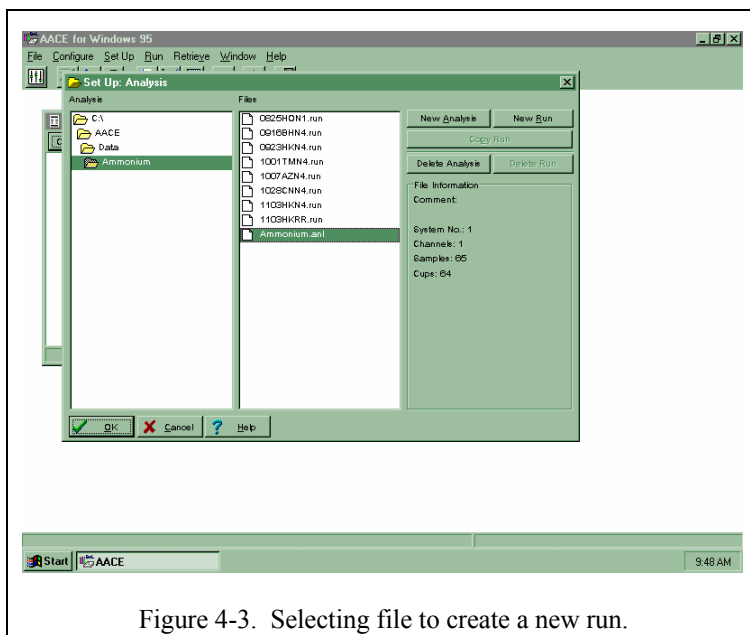 AACE for Windows 95
File Configure Set Up Run Retrieve Window Help
Set Up: Analysis
Analysis
Files
C:\
AACE
Data
Ammonium
0825HON1.run
0916BHN4.run
0923HKN4.run
1001TMN4.run
1007AZN4.run
1028CNN4.run
1103HKN4.run
1103HKRR.run
Ammonium.anl
New Analysis New Run
Copy Run
Delete Analysis Delete Run
File Information
Comment:
System No.: 1
Channels: 1
Samples: 65
Cups: 64
OK Cancel Help
Start AACE 9:48 AM
Figure 4-3. Selecting file to create a new run.